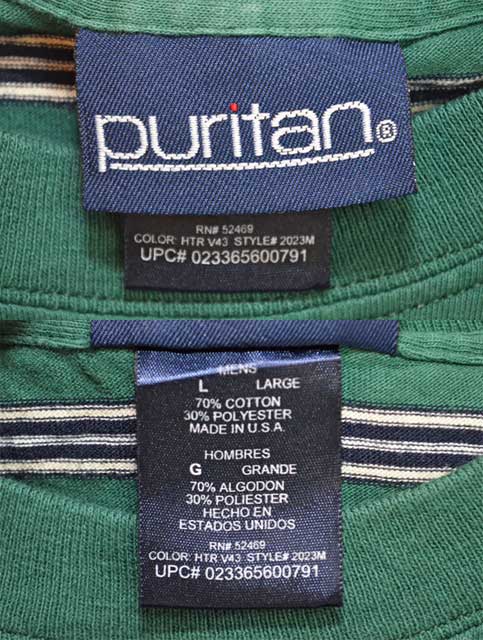 puritan®
RN# 52469
COLOR: HTR V43 STYLE# 2023M
UPC# 023365600791
MENS
L LARGE
70% COTTON
30% POLYESTER
MADE IN U.S.A.
HOMBRES
G GRANDE
70% ALGODON
30% POLIESTER
HECHO EN
ESTADOS UNIDOS
RN# 52469
COLOR: HTR V43 STYLE# 2023M
UPC# 023365600791